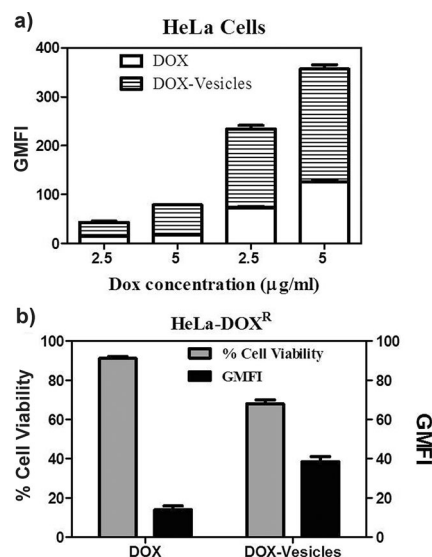 a)
HeLa Cells
400
300
200
100
0
GMFI
DOX
DOX-Vesicles
2.5
5
2.5
5
Dox concentration (µg/ml)
b)
HeLa-DOXᴿ
100
80
60
40
20
0
% Cell Viability
% Cell Viability
GMFI
100
80
60
40
20
0
GMFI
DOX
DOX-Vesicles